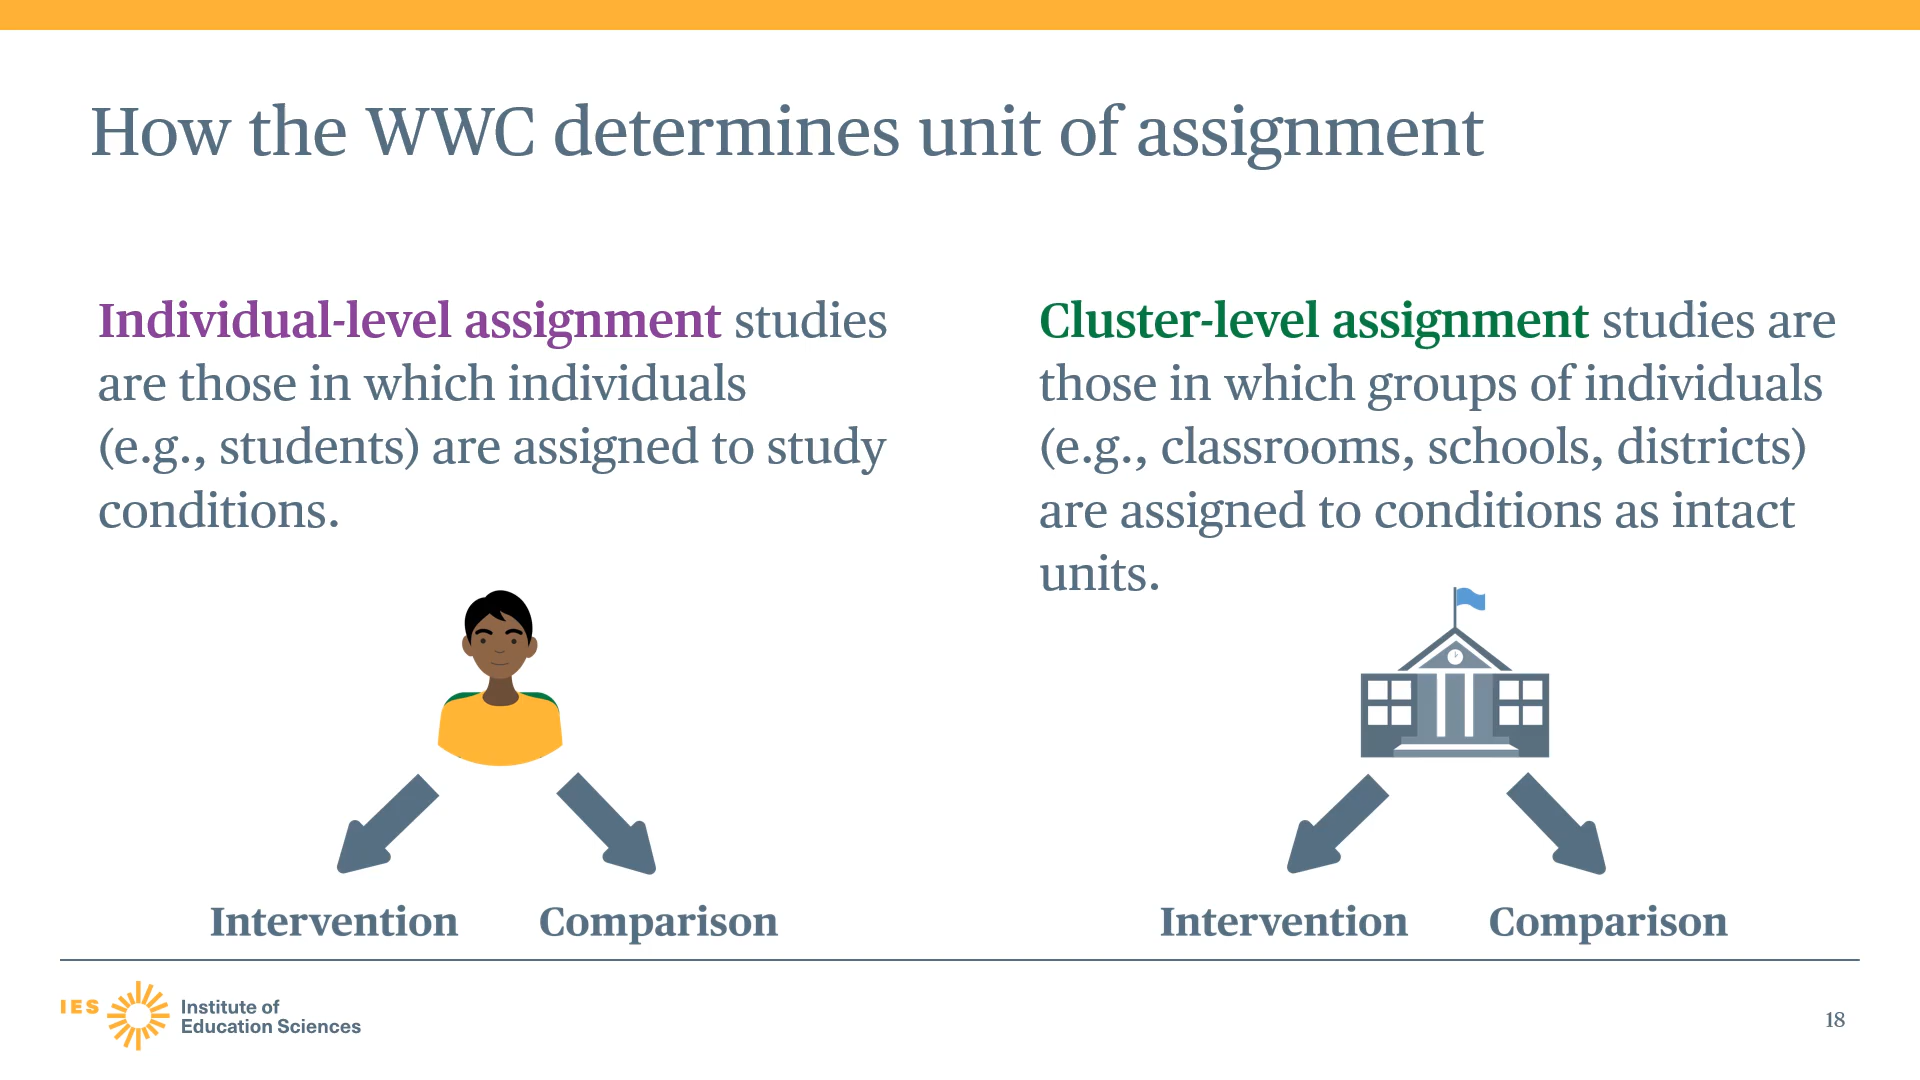 How the WWC determines unit of assignment
Individual-level assignment studies
are those in which individuals
(e.g., students) are assigned to study
conditions.
Cluster-level assignment studies are
those in which groups of individuals
(e.g., classrooms, schools, districts)
are assigned to conditions as intact
units.
Intervention
Comparison
Intervention
Comparison
IES
Institute of
Education Sciences
18